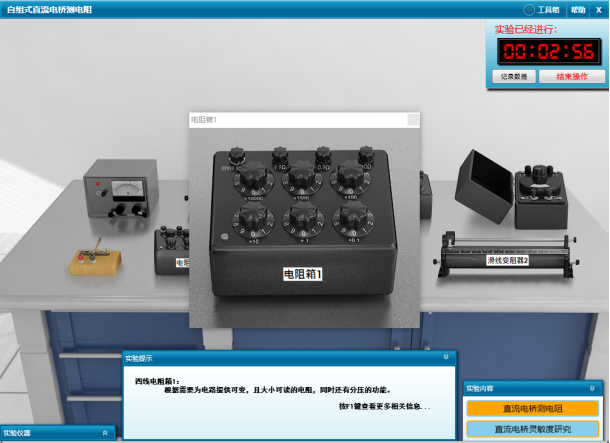 自组式直流电桥测电阻
工具箱 帮助 X
实验已经进行:
00:02:56
记录数据 结束操作
电阻箱1
9.9Ω 0.9Ω
×10000 ×1000 ×100
×10 ×1 ×0.1
电阻箱1
滑线变阻器2
实验提示
四线电阻箱1:
根据需要为电路提供可变,且大小可读的电阻,同时还有分压的功能。
按F1键查看更多相关信息...
实验内容
直流电桥测电阻
直流电桥灵敏度研究
实验仪器